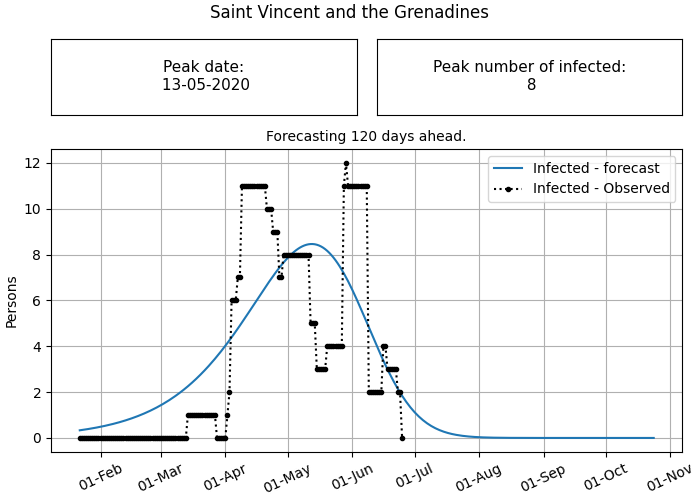 Saint Vincent and the Grenadines
Peak date:
13-05-2020
Peak number of infected:
8
Forecasting 120 days ahead.
Infected - forecast
Infected - Observed
Persons
12
10
8
6
4
2
0
01-Feb
01-Mar
01-Apr
01-May
01-Jun
01-Jul
01-Aug
01-Sep
01-Oct
01-Nov